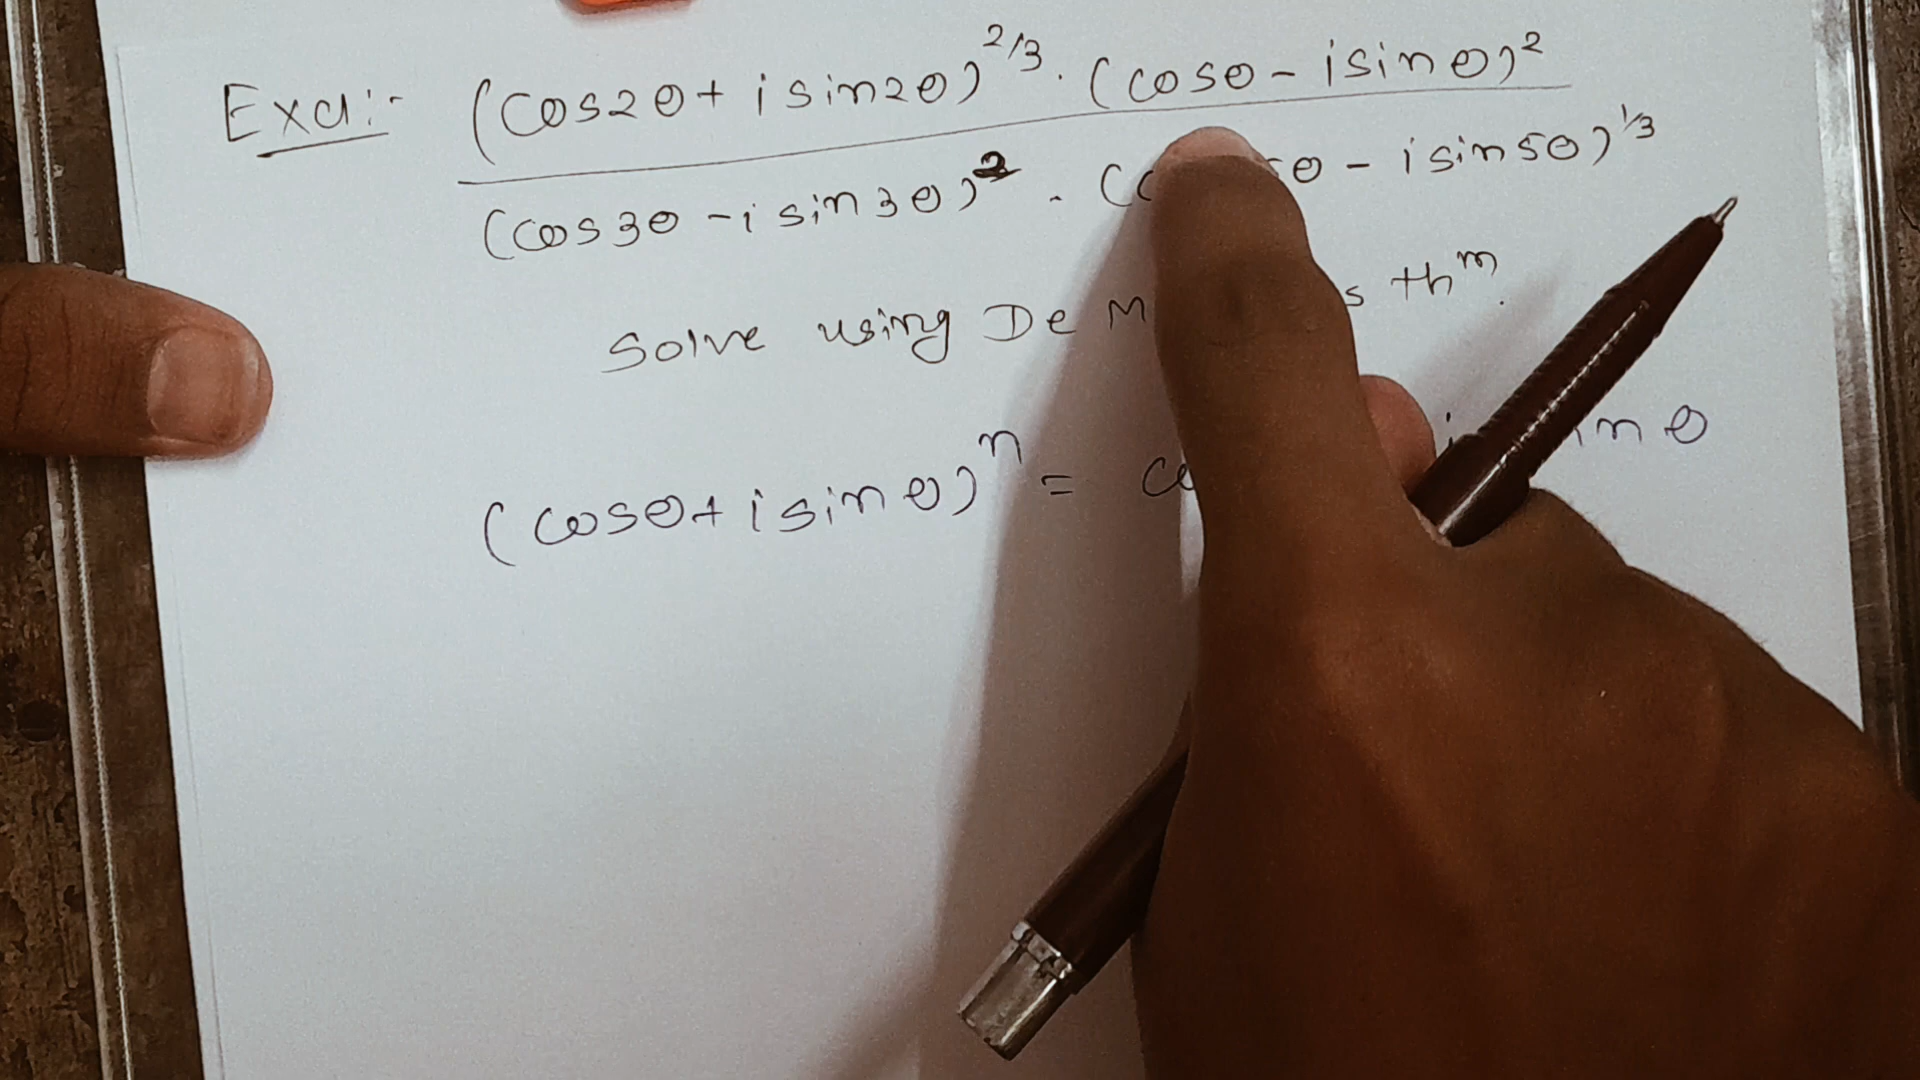 Exa:- (cos2θ + i sin2θ)^2/3 . (cosθ - i sinθ)^2
(cos3θ - i sin3θ)^2 . θ - i sin5θ)^1/3
Solve using De th^m.
(cosθ + i sinθ)^n = θ